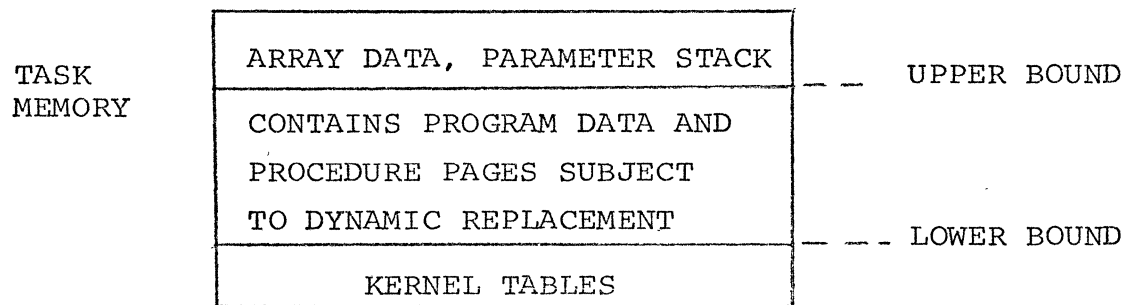 TASK
MEMORY
ARRAY DATA, PARAMETER STACK
UPPER BOUND
CONTAINS PROGRAM DATA AND
PROCEDURE PAGES SUBJECT
TO DYNAMIC REPLACEMENT
LOWER BOUND
KERNEL TABLES